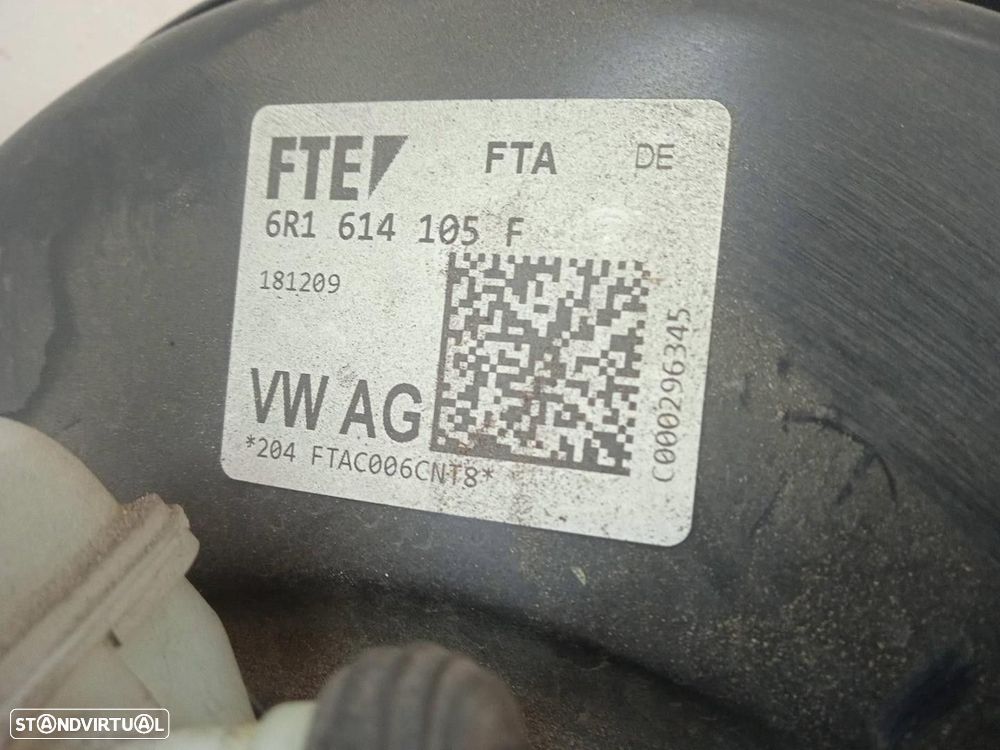 FTE FTA DE
6R1 614 105 F
181209
C000296345
VW AG
*204 FTAC006CNT8*
STANDVIRTUAL